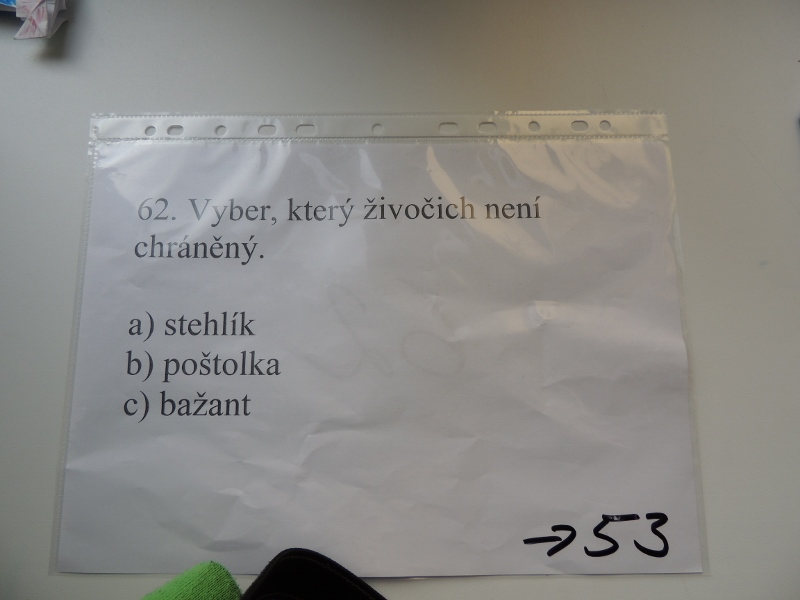 62. Vyber, který živočich není
chráněný.
a) stehlík
b) poštolka
c) bažant
→53